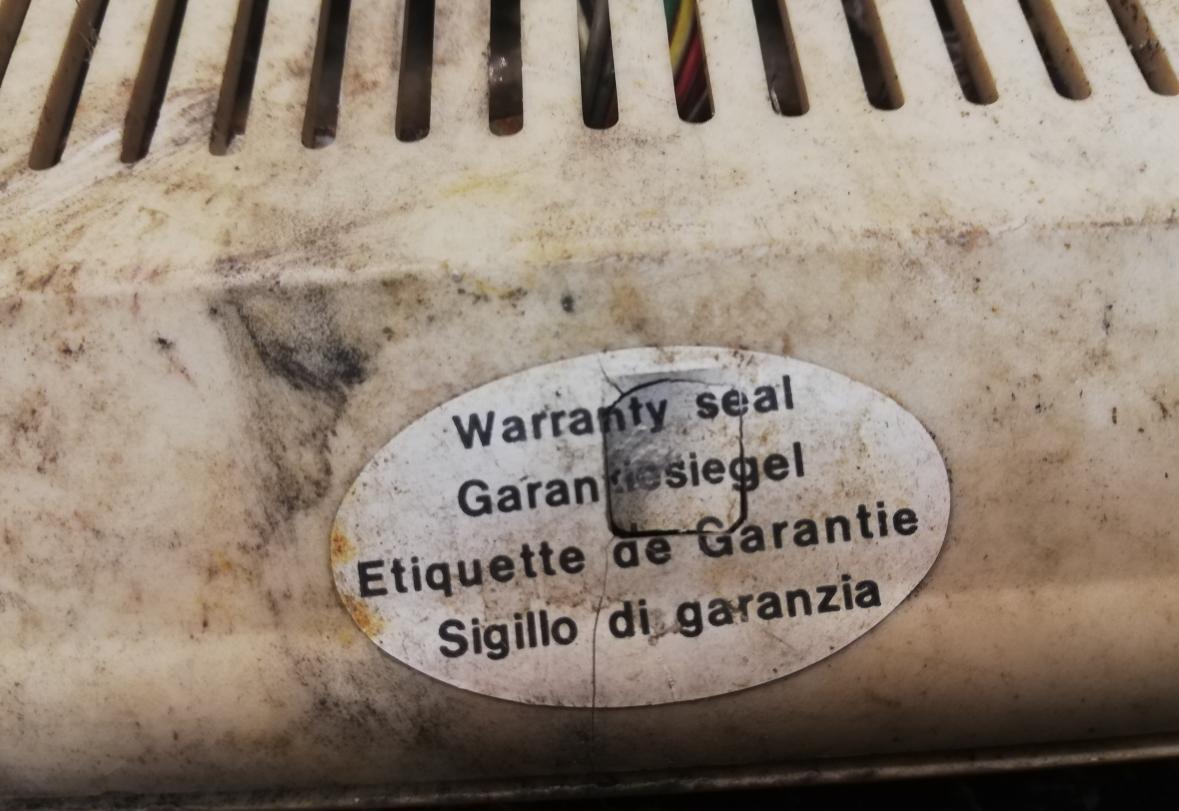 Warranty seal
Garantiesiegel
Etiquette de Garantie
Sigillo di garanzia